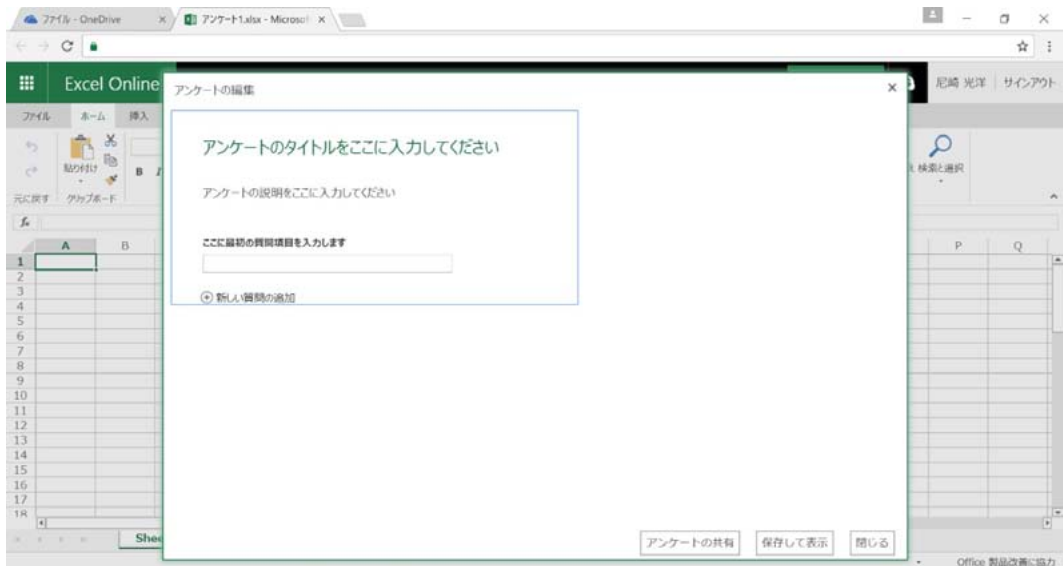 ファイル - OneDrive
アンケート1.xlsx - Microsof
Excel Online
尼崎 光洋
サインアウト
ファイル ホーム 挿入
貼り付け
B I
検索と選択
元に戻す クリップボード
fx
A B P Q
1
2
3
4
5
6
7
8
9
10
11
12
13
14
15
16
17
18
アンケートの編集
アンケートのタイトルをここに入力してください
アンケートの説明をここに入力してください
ここに最初の質問項目を入力します
新しい質問の追加
アンケートの共有 保存して表示 閉じる
Shee
Office 製品改善に協力